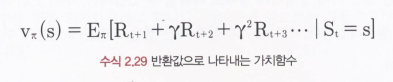 vπ(s) = Eπ[Rt+1 + γRt+2 + γ²Rt+3 ⋯ | St = s]
수식 2.29 반환값으로 나타내는 가치함수